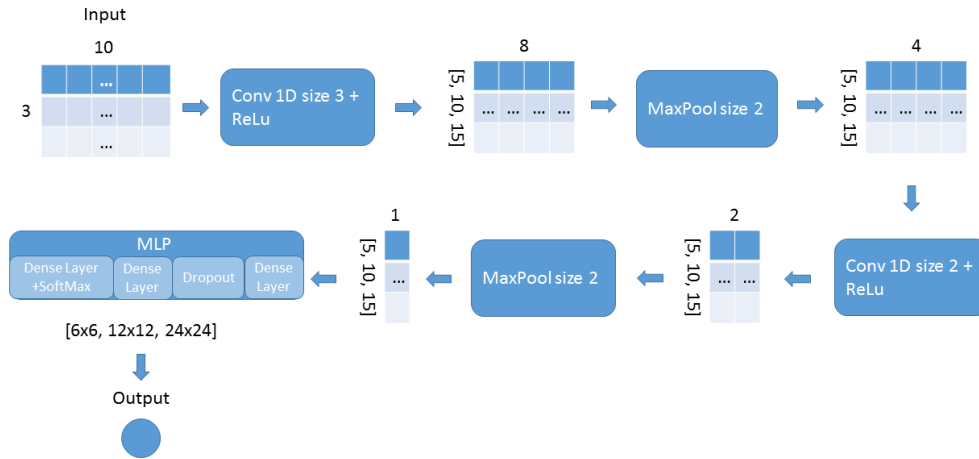 Input
10
3
...
...
...
Conv 1D size 3 +
ReLu
8
[5, 10, 15]
... ... ... ...
MaxPool size 2
4
[5, 10, 15]
... ... ... ...
Conv 1D size 2 +
ReLu
2
[5, 10, 15]
... ...
MaxPool size 2
1
[5, 10, 15]
...
MLP
Dense Layer
+SoftMax
Dense
Layer
Dropout
Dense
Layer
[6x6, 12x12, 24x24]
Output